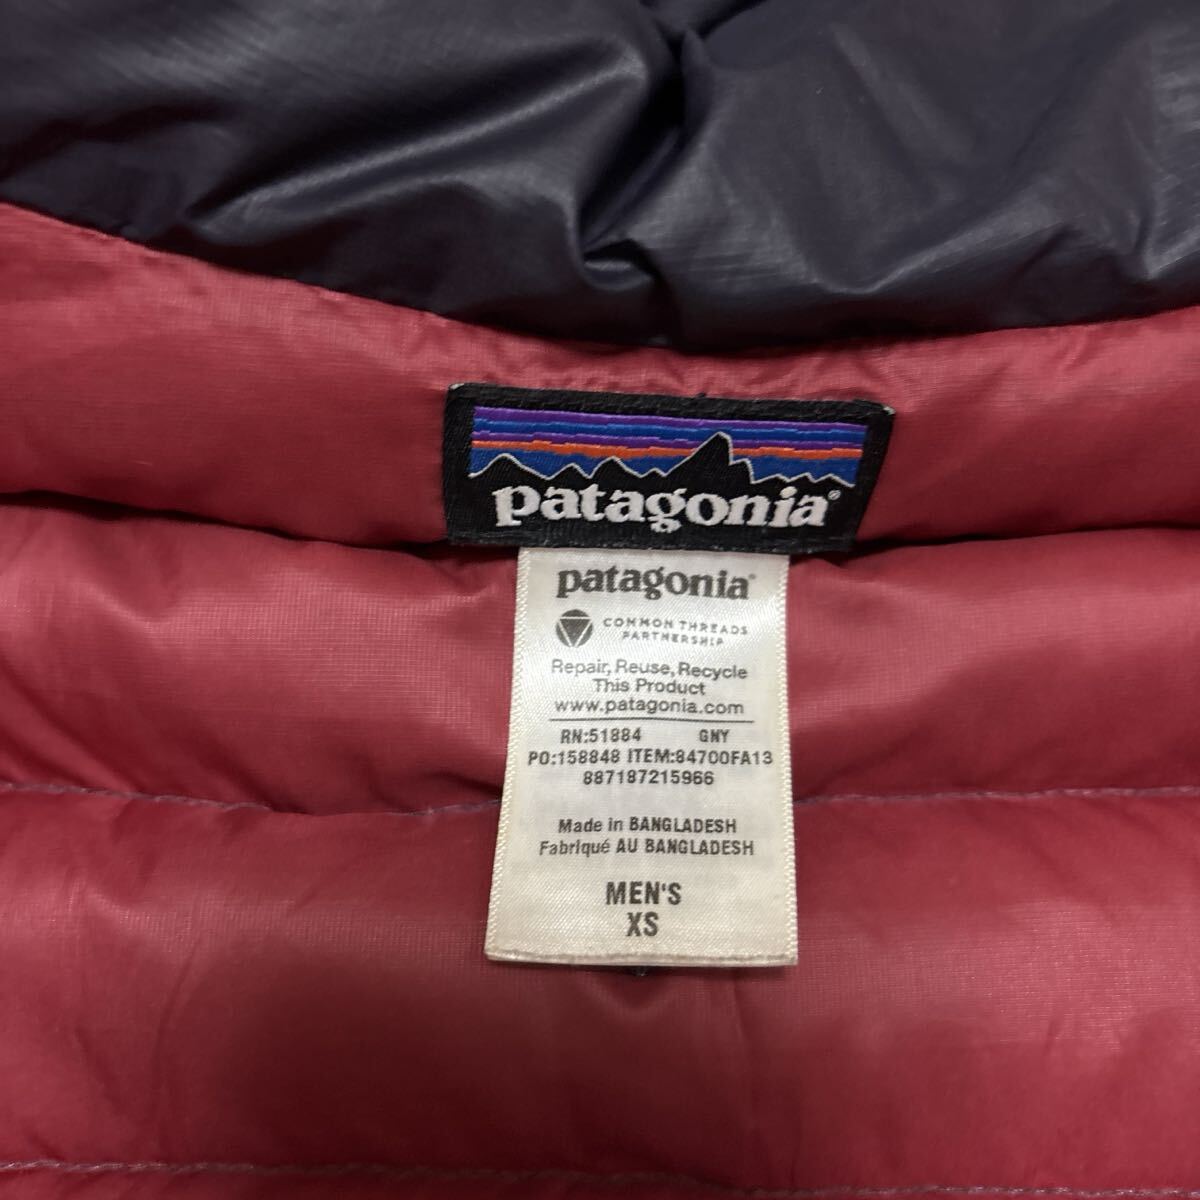 patagonia®
patagonia®
COMMON THREADS
PARTNERSHIP
Repair, Reuse, Recycle
This Product
www.patagonia.com
RN:51884 GNY
PO:158848 ITEM:84700FA13
887187215966
Made in BANGLADESH
Fabriqué AU BANGLADESH
MEN'S
XS